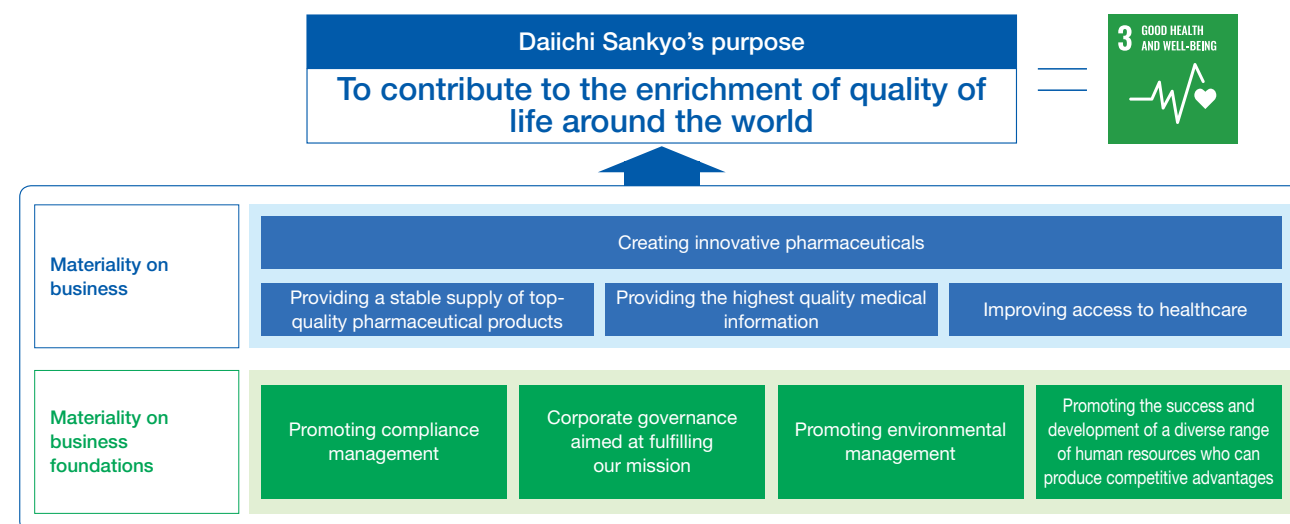 Daiichi Sankyo’s purpose
To contribute to the enrichment of quality of
life around the world
3 GOOD HEALTH
AND WELL-BEING
Materiality on
business
Creating innovative pharmaceuticals
Providing a stable supply of top-
quality pharmaceutical products
Providing the highest quality medical
information
Improving access to healthcare
Materiality on
business
foundations
Promoting compliance
management
Corporate governance
aimed at fulfilling
our mission
Promoting environmental
management
Promoting the success and
development of a diverse range
of human resources who can
produce competitive advantages